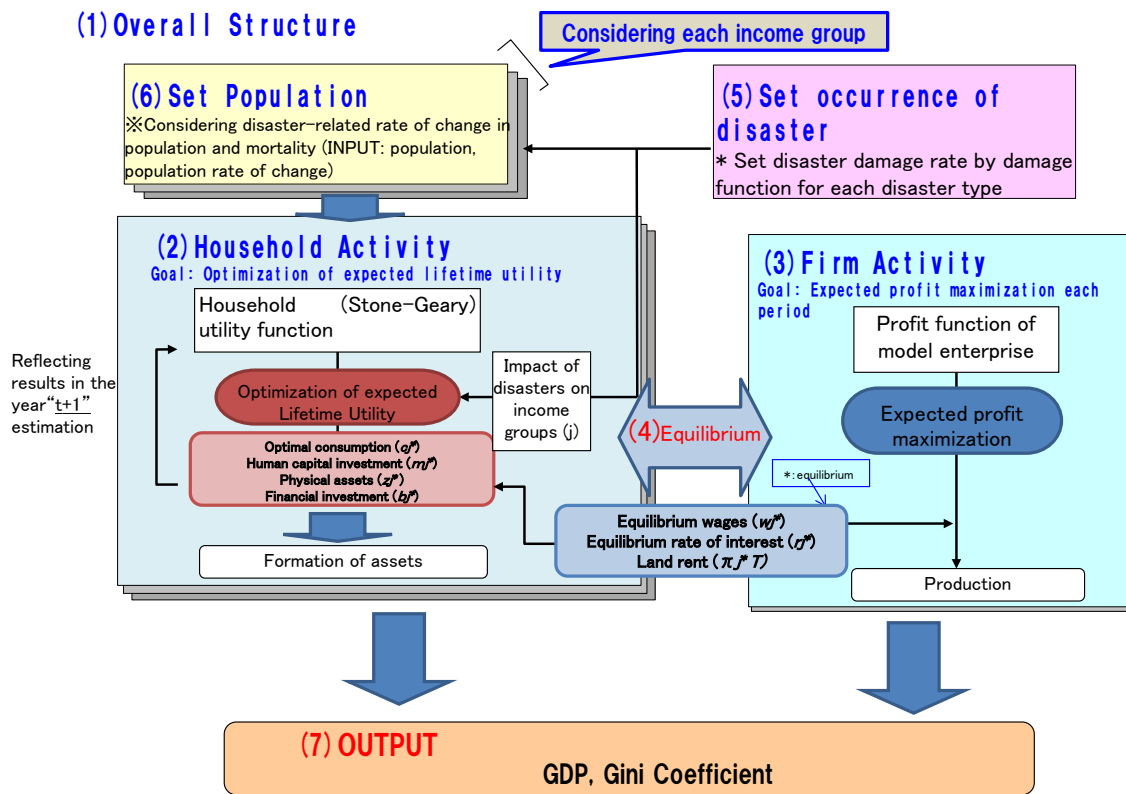 (1) Overall Structure
Considering each income group
(6) Set Population
※Considering disaster-related rate of change in
population and mortality (INPUT: population,
population rate of change)
(5) Set occurrence of
disaster
* Set disaster damage rate by damage
function for each disaster type
(2) Household Activity
Goal: Optimization of expected lifetime utility
Household (Stone-Geary)
utility function
Reflecting
results in the
year“t+1”
estimation
Optimization of expected
Lifetime Utility
Impact of
disasters on
income
groups (j)
Optimal consumption (cj*)
Human capital investment (mj*)
Physical assets (zj*)
Financial investment (bj*)
Formation of assets
(4)Equilibrium
(3) Firm Activity
Goal: Expected profit maximization each
period
Profit function of
model enterprise
Expected profit
maximization
*:equilibrium
Equilibrium wages (wj*)
Equilibrium rate of interest (rj*)
Land rent (π j* T)
Production
(7) OUTPUT
GDP, Gini Coefficient